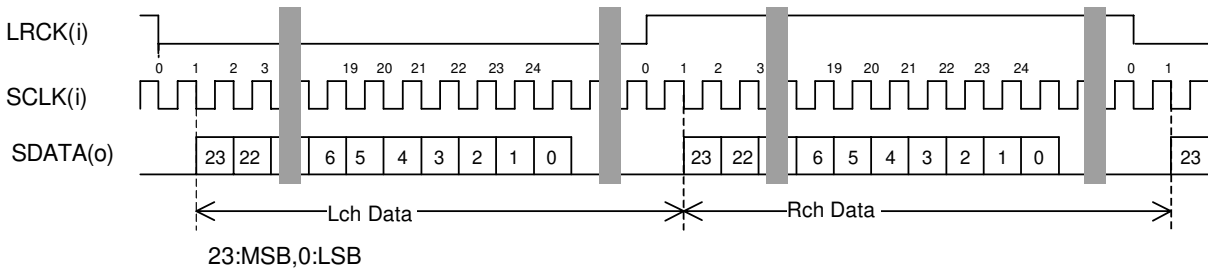 LRCK(i)
0 1 2 3 19 20 21 22 23 24 0 1 2 3 19 20 21 22 23 24 0 1
SCLK(i)
SDATA(o) 23 22 6 5 4 3 2 1 0 23 22 6 5 4 3 2 1 0 23
Lch Data Rch Data
23:MSB,0:LSB